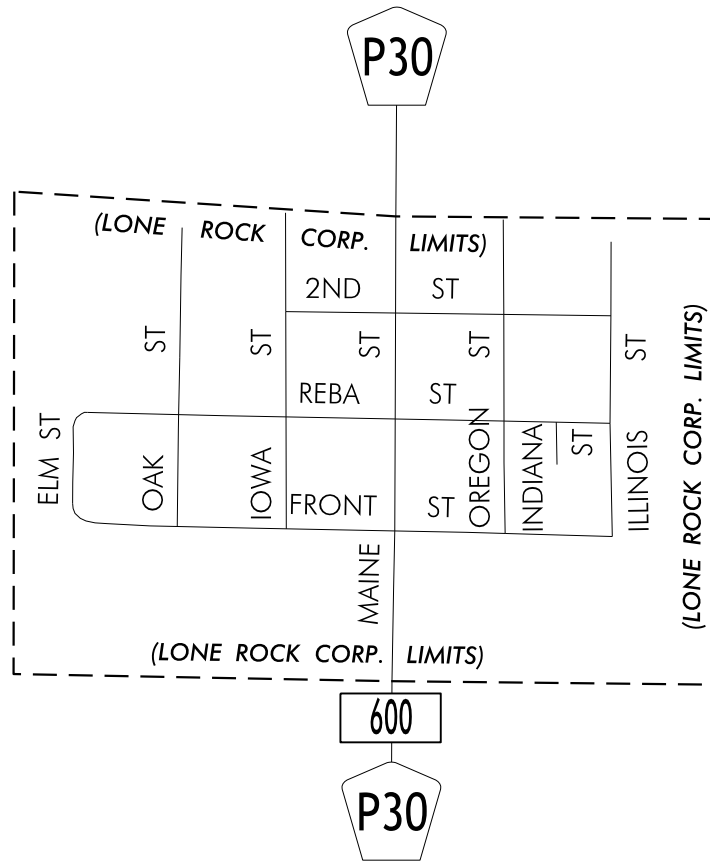 P30
(LONE ROCK CORP. LIMITS)
2ND ST
ST
ST
ST
ST
ST
REBA ST
ELM ST
OAK
IOWA
FRONT ST
OREGON
INDIANA
ST
ILLINOIS
(LONE ROCK CORP. LIMITS)
MAINE
(LONE ROCK CORP. LIMITS)
600
P30